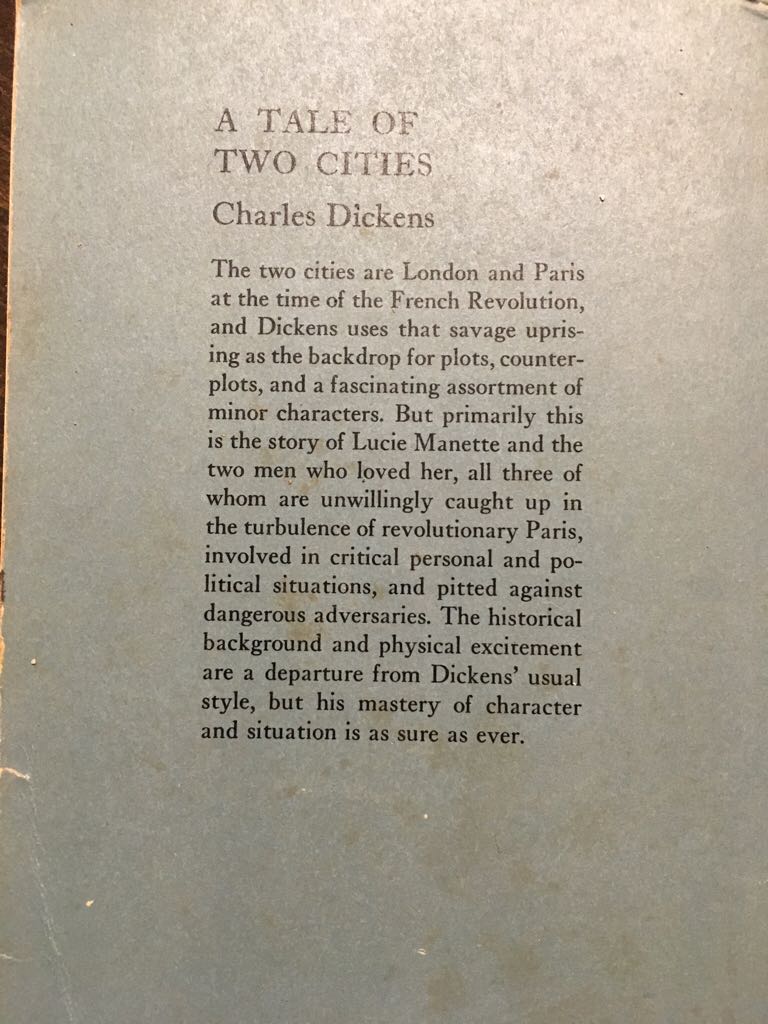 A TALE OF
TWO CITIES
Charles Dickens
The two cities are London and Paris
at the time of the French Revolution,
and Dickens uses that savage upris-
ing as the backdrop for plots, counter-
plots, and a fascinating assortment of
minor characters. But primarily this
is the story of Lucie Manette and the
two men who loved her, all three of
whom are unwillingly caught up in
the turbulence of revolutionary Paris,
involved in critical personal and po-
litical situations, and pitted against
dangerous adversaries. The historical
background and physical excitement
are a departure from Dickens' usual
style, but his mastery of character
and situation is as sure as ever.